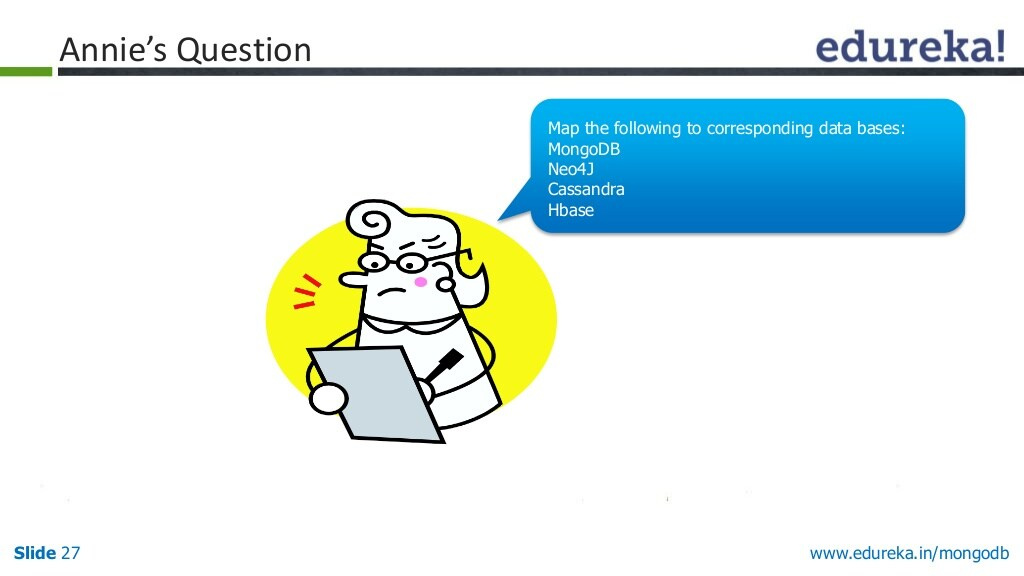 Annie’s Question
edureka!
Map the following to corresponding data bases:
MongoDB
Neo4J
Cassandra
Hbase
Slide 27
www.edureka.in/mongodb